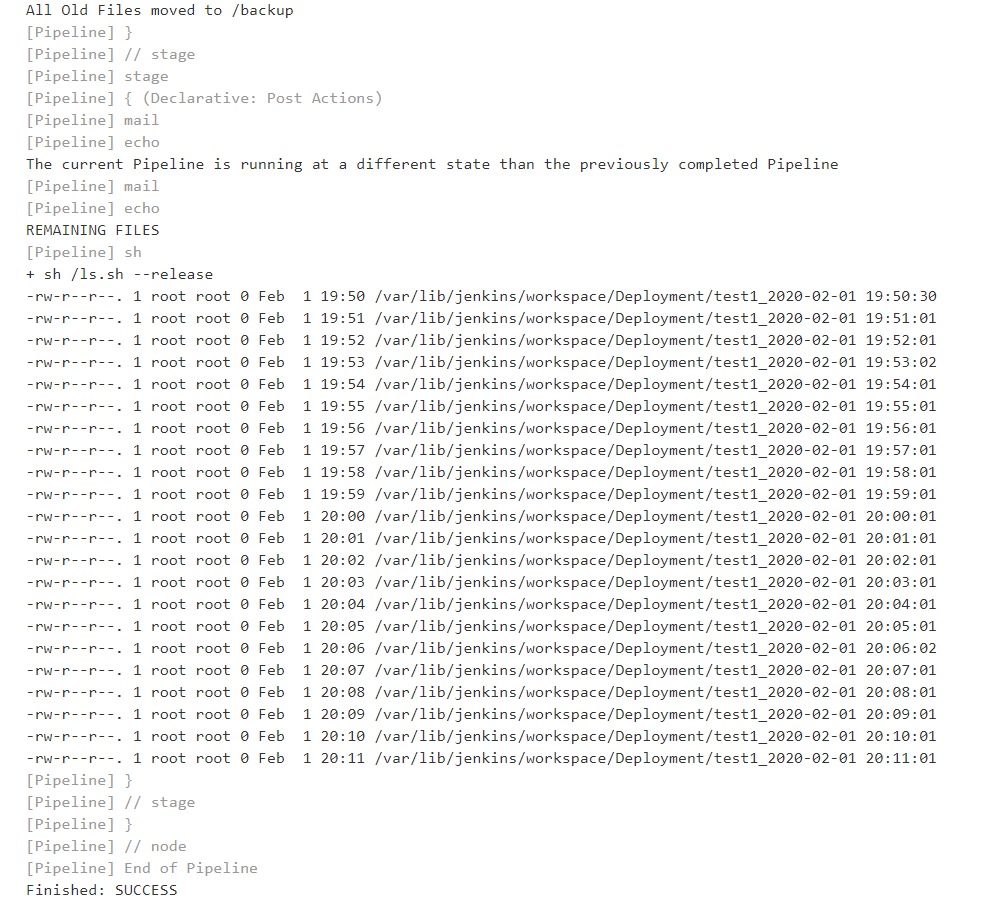 All Old Files moved to /backup
[Pipeline] }
[Pipeline] // stage
[Pipeline] stage
[Pipeline] { (Declarative: Post Actions)
[Pipeline] mail
[Pipeline] echo
The current Pipeline is running at a different state than the previously completed Pipeline
[Pipeline] mail
[Pipeline] echo
REMAINING FILES
[Pipeline] sh
+ sh /ls.sh --release
-rw-r--r--. 1 root root 0 Feb  1 19:50 /var/lib/jenkins/workspace/Deployment/test1_2020-02-01 19:50:30
-rw-r--r--. 1 root root 0 Feb  1 19:51 /var/lib/jenkins/workspace/Deployment/test1_2020-02-01 19:51:01
-rw-r--r--. 1 root root 0 Feb  1 19:52 /var/lib/jenkins/workspace/Deployment/test1_2020-02-01 19:52:01
-rw-r--r--. 1 root root 0 Feb  1 19:53 /var/lib/jenkins/workspace/Deployment/test1_2020-02-01 19:53:02
-rw-r--r--. 1 root root 0 Feb  1 19:54 /var/lib/jenkins/workspace/Deployment/test1_2020-02-01 19:54:01
-rw-r--r--. 1 root root 0 Feb  1 19:55 /var/lib/jenkins/workspace/Deployment/test1_2020-02-01 19:55:01
-rw-r--r--. 1 root root 0 Feb  1 19:56 /var/lib/jenkins/workspace/Deployment/test1_2020-02-01 19:56:01
-rw-r--r--. 1 root root 0 Feb  1 19:57 /var/lib/jenkins/workspace/Deployment/test1_2020-02-01 19:57:01
-rw-r--r--. 1 root root 0 Feb  1 19:58 /var/lib/jenkins/workspace/Deployment/test1_2020-02-01 19:58:01
-rw-r--r--. 1 root root 0 Feb  1 19:59 /var/lib/jenkins/workspace/Deployment/test1_2020-02-01 19:59:01
-rw-r--r--. 1 root root 0 Feb  1 20:00 /var/lib/jenkins/workspace/Deployment/test1_2020-02-01 20:00:01
-rw-r--r--. 1 root root 0 Feb  1 20:01 /var/lib/jenkins/workspace/Deployment/test1_2020-02-01 20:01:01
-rw-r--r--. 1 root root 0 Feb  1 20:02 /var/lib/jenkins/workspace/Deployment/test1_2020-02-01 20:02:01
-rw-r--r--. 1 root root 0 Feb  1 20:03 /var/lib/jenkins/workspace/Deployment/test1_2020-02-01 20:03:01
-rw-r--r--. 1 root root 0 Feb  1 20:04 /var/lib/jenkins/workspace/Deployment/test1_2020-02-01 20:04:01
-rw-r--r--. 1 root root 0 Feb  1 20:05 /var/lib/jenkins/workspace/Deployment/test1_2020-02-01 20:05:01
-rw-r--r--. 1 root root 0 Feb  1 20:06 /var/lib/jenkins/workspace/Deployment/test1_2020-02-01 20:06:02
-rw-r--r--. 1 root root 0 Feb  1 20:07 /var/lib/jenkins/workspace/Deployment/test1_2020-02-01 20:07:01
-rw-r--r--. 1 root root 0 Feb  1 20:08 /var/lib/jenkins/workspace/Deployment/test1_2020-02-01 20:08:01
-rw-r--r--. 1 root root 0 Feb  1 20:09 /var/lib/jenkins/workspace/Deployment/test1_2020-02-01 20:09:01
-rw-r--r--. 1 root root 0 Feb  1 20:10 /var/lib/jenkins/workspace/Deployment/test1_2020-02-01 20:10:01
-rw-r--r--. 1 root root 0 Feb  1 20:11 /var/lib/jenkins/workspace/Deployment/test1_2020-02-01 20:11:01
[Pipeline] }
[Pipeline] // stage
[Pipeline] }
[Pipeline] // node
[Pipeline] End of Pipeline
Finished: SUCCESS